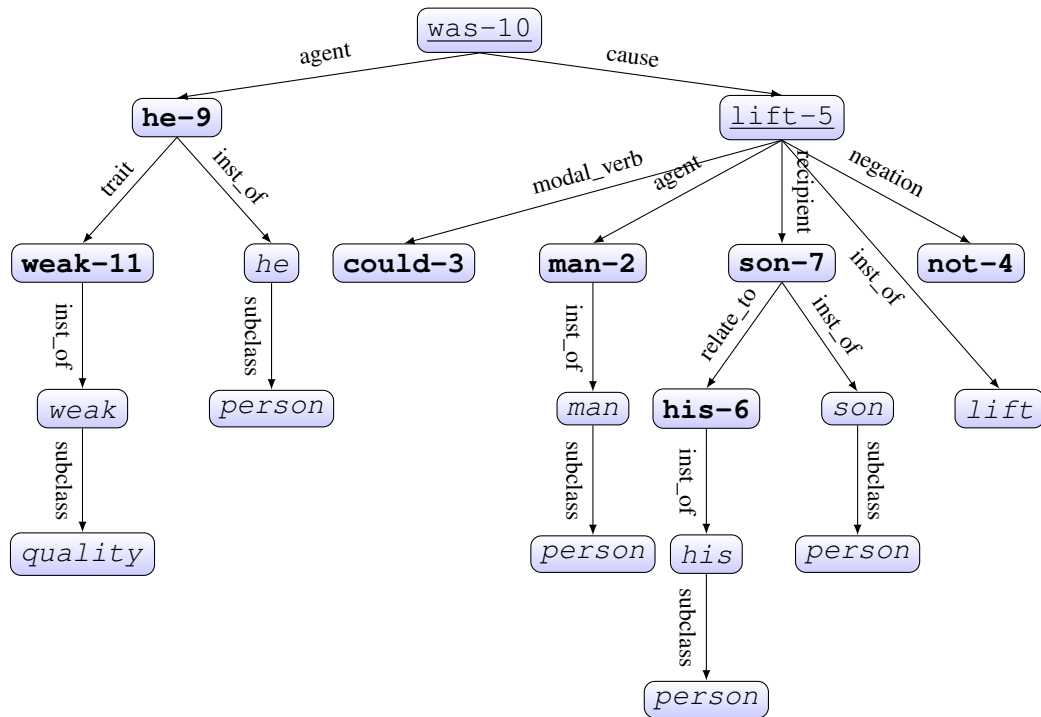 was-10
agent cause
he-9 lift-5
trait inst_of modal_verb agent recipient inst_of negation
weak-11 he could-3 man-2 son-7 not-4
inst_of subclass inst_of relate_to inst_of
weak person man his-6 son lift
subclass subclass inst_of subclass
quality person his person
subclass
person